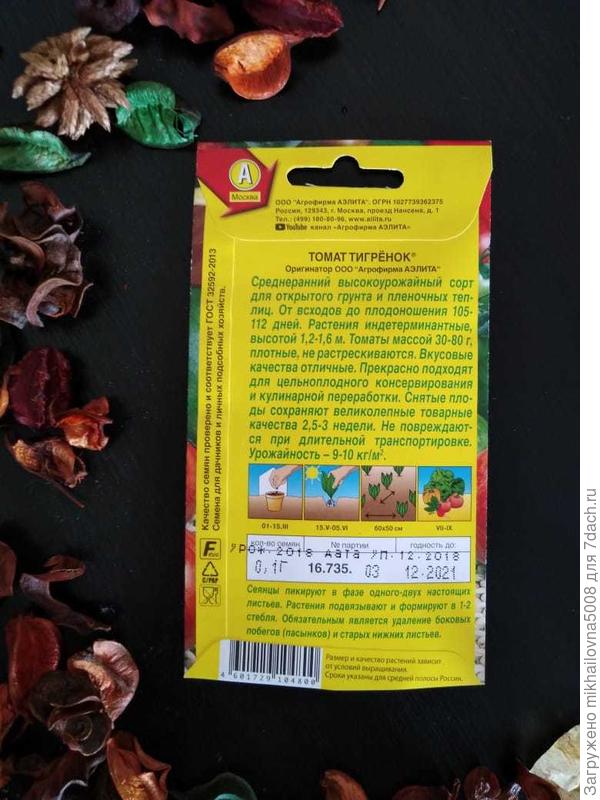 А
Москва
ООО "Агрофирма АЭЛИТА". ОГРН 1027739362375
Россия, 129343, г. Москва, проезд Нансена, д. 1
Тел.: (499) 180-80-96, www.ailita.ru
YouTube канал «Агрофирма АЭЛИТА»
ТОМАТ ТИГРЁНОК®
Оригинатор ООО "Агрофирма АЭЛИТА"
Среднеранний высокоурожайный сорт
для открытого грунта и пленочных теп-
лиц. От всходов до плодоношения 105-
112 дней. Растения индетерминантные,
высотой 1,2-1,6 м. Томаты массой 30-80 г,
плотные, не растрескиваются. Вкусовые
качества отличные. Прекрасно подходят
для цельноплодного консервирования
и кулинарной переработки. Снятые пло-
ды сохраняют великолепные товарные
качества 2,5-3 недели. Не повреждают-
ся при длительной транспортировке.
Урожайность – 9-10 кг/м².
01-15.III 15.V-05.VI 60х50 см VII-IX
кол-во семян № партии годность до:
УРОЖ.2018 Дата УП.12.2018
0,1Г 16.735. 03 12.2021
Сеянцы пикируют в фазе одного-двух настоящих
листьев. Растения подвязывают и формируют в 1-2
стебля. Обязательным является удаление боковых
побегов (пасынков) и старых нижних листьев.
4 601729 104800
Размер и качество растений зависит
от условий выращивания.
Сроки указаны для средней полосы России.
Качество семян проверено и соответствует ГОСТ 32592-2013
Семена для дачников и личных подсобных хозяйств.
F
C/PAP
Загружено mikhailovna5008 для 7dach.ru